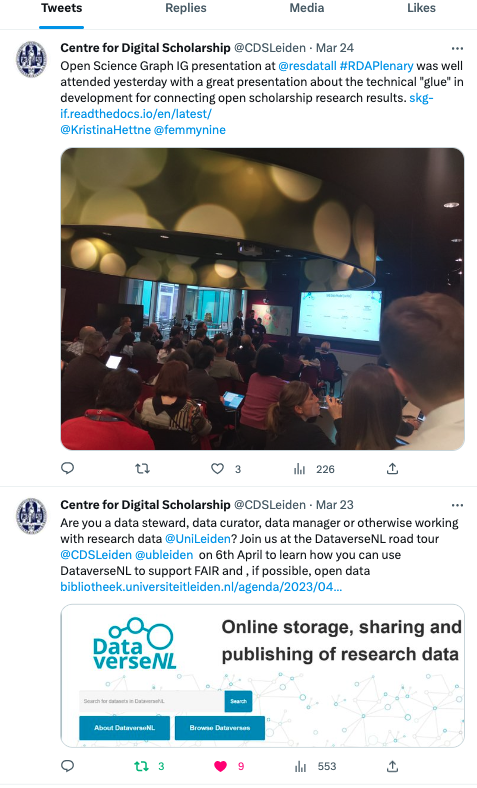 Tweets Replies Media Likes
Centre for Digital Scholarship @CDSLeiden · Mar 24
Open Science Graph IG presentation at @resdatall #RDAPlenary was well
attended yesterday with a great presentation about the technical "glue" in
development for connecting open scholarship research results. skg-
if.readthedocs.io/en/latest/
@KristinaHettne @femmynine
3 226
Centre for Digital Scholarship @CDSLeiden · Mar 23
Are you a data steward, data curator, data manager or otherwise working
with research data @UniLeiden? Join us at the DataverseNL road tour
@CDSLeiden @ubleiden on 6th April to learn how you can use
DataverseNL to support FAIR and , if possible, open data
bibliotheek.universiteitleiden.nl/agenda/2023/04...
Data
verseNL
Online storage, sharing and
publishing of research data
Search for datasets in DataverseNL Search
About DataverseNL Browse Dataverses
3 9 553